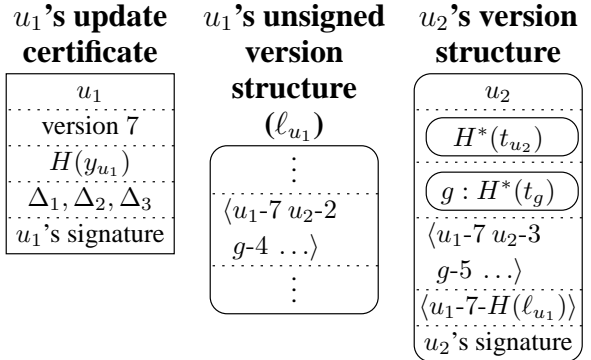 u₁'s update
certificate
u₁
version 7
H(y_{u₁})
Δ₁, Δ₂, Δ₃
u₁'s signature
u₁'s unsigned
version
structure
(ℓ_{u₁})
⋮
⟨u₁-7 u₂-2
g-4 …⟩
⋮
u₂'s version
structure
u₂
H*(t_{u₂})
g : H*(t_g)
⟨u₁-7 u₂-3
g-5 …⟩
⟨u₁-7-H(ℓ_{u₁})⟩
u₂'s signature